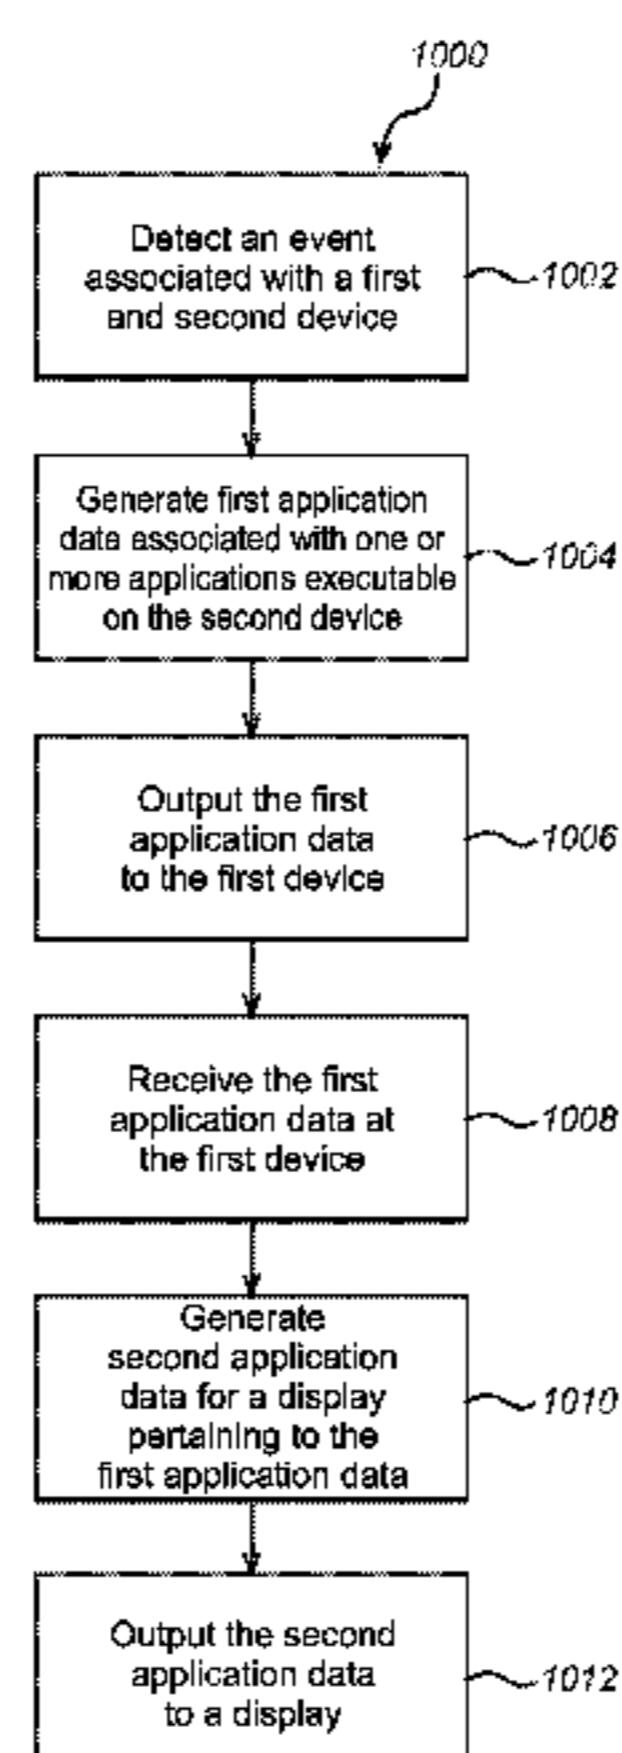 1000
Detect an event
associated with a first
and second device
1002
Generate first application
data associated with one or
more applications executable
on the second device
1004
Output the first
application data
to the first device
1006
Receive the first
application data at
the first device
1008
Generate
second application
data for a display
pertaining to the
first application data
1010
Output the second
application data
to a display
1012